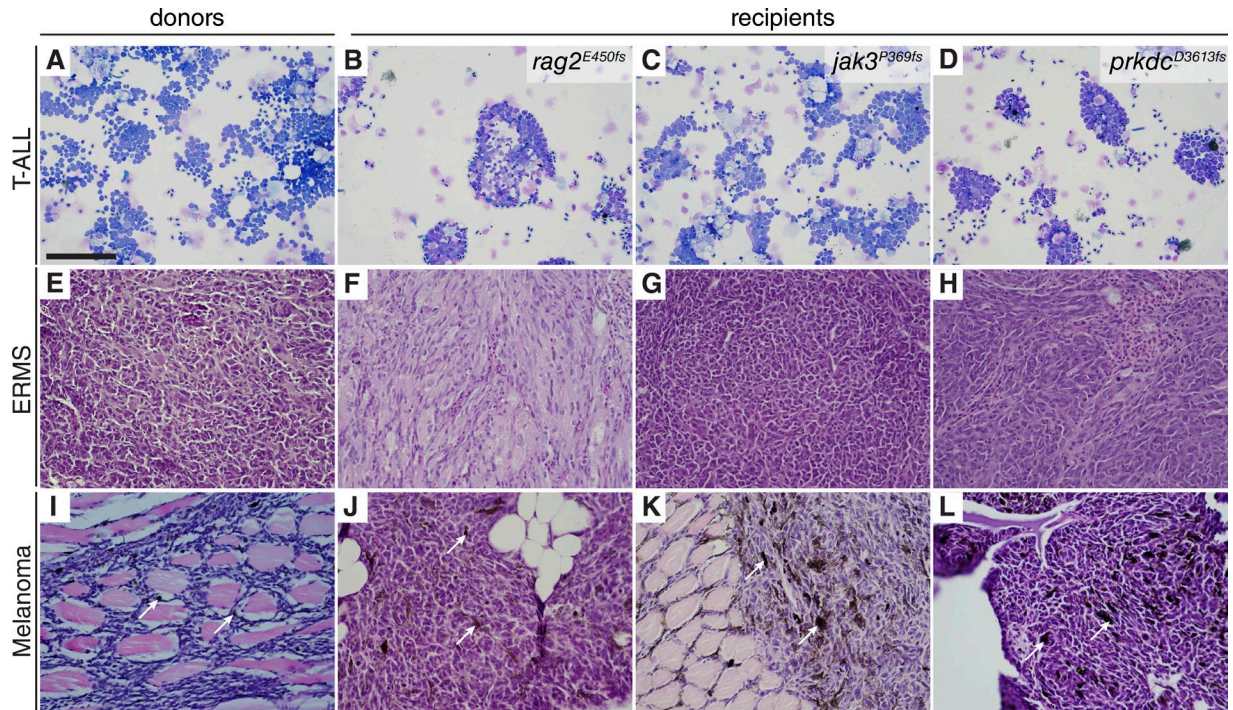 donors recipients
A B rag2E450fs C jak3P369fs D prkdcD3613fs
T-ALL
E F G H
ERMS
I J K L
Melanoma